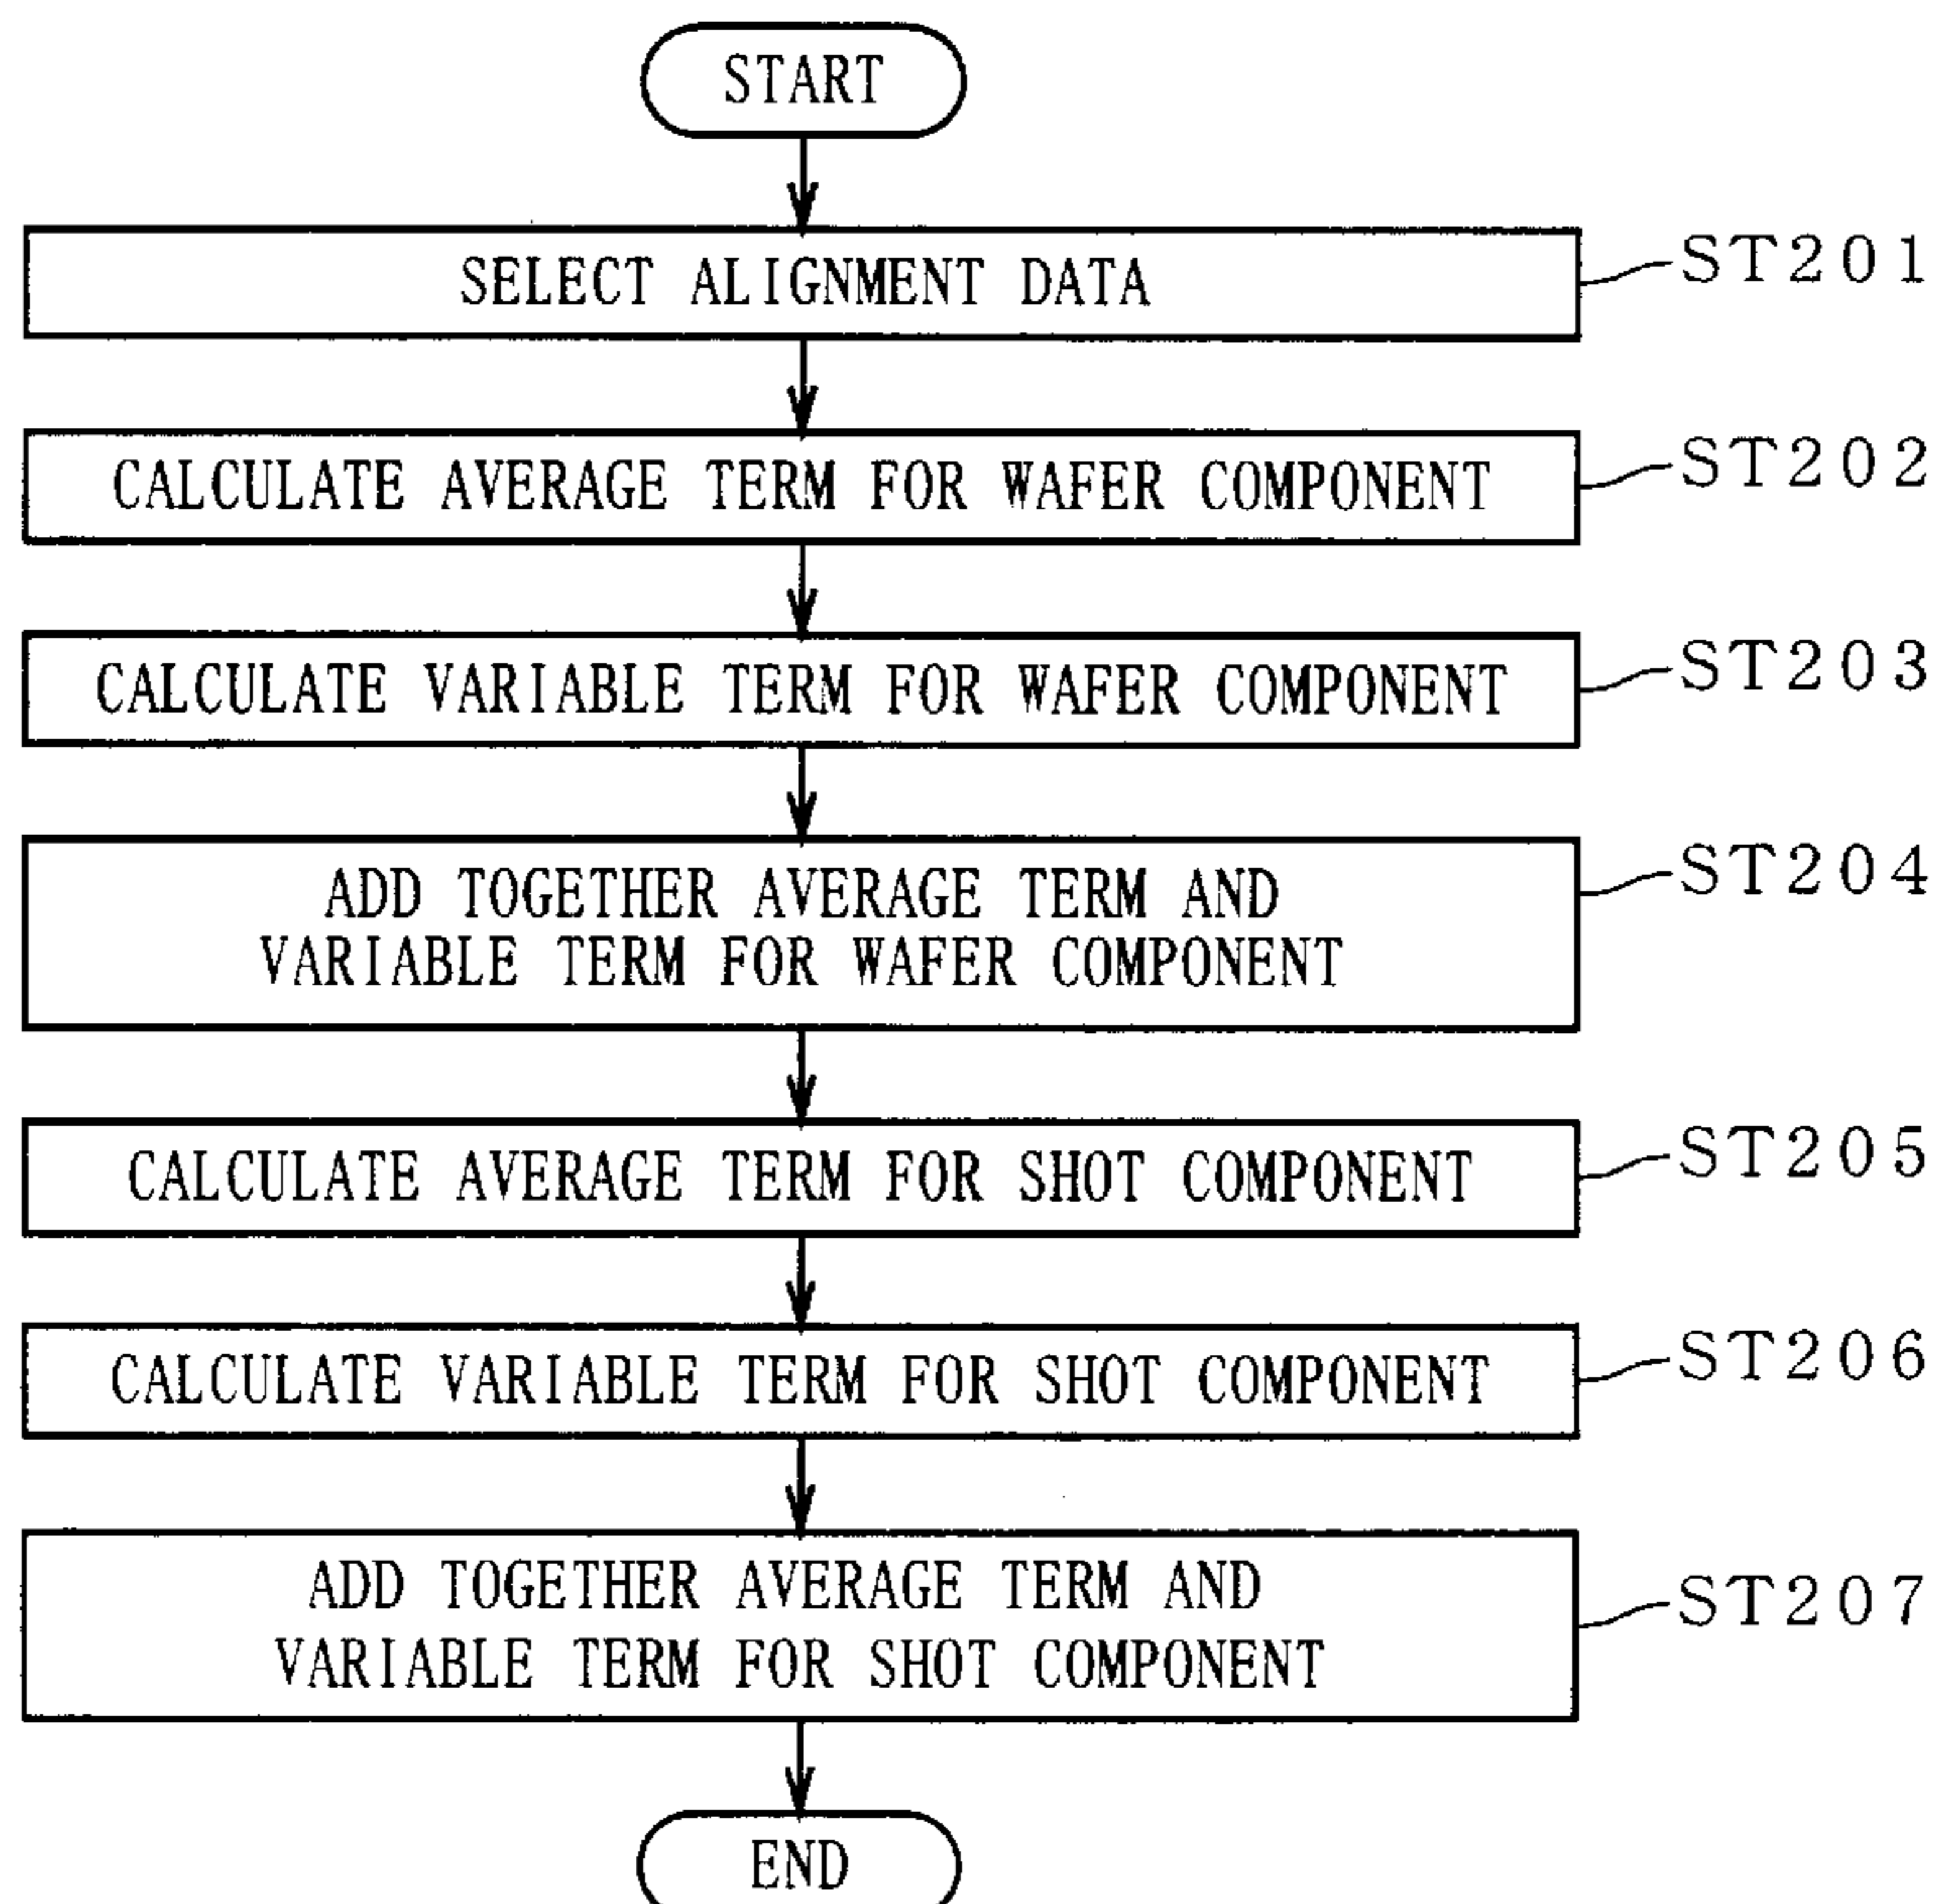 START
SELECT ALIGNMENT DATA
ST201
CALCULATE AVERAGE TERM FOR WAFER COMPONENT
ST202
CALCULATE VARIABLE TERM FOR WAFER COMPONENT
ST203
ADD TOGETHER AVERAGE TERM AND
VARIABLE TERM FOR WAFER COMPONENT
ST204
CALCULATE AVERAGE TERM FOR SHOT COMPONENT
ST205
CALCULATE VARIABLE TERM FOR SHOT COMPONENT
ST206
ADD TOGETHER AVERAGE TERM AND
VARIABLE TERM FOR SHOT COMPONENT
ST207
END